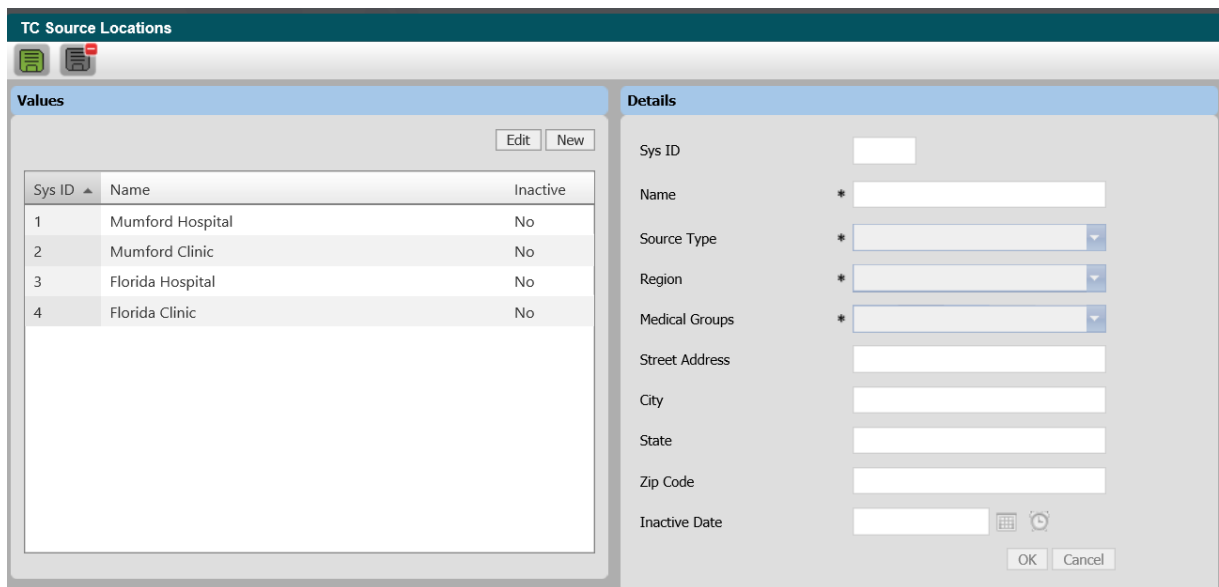 TC Source Locations
Values
Edit New
Sys ID Name Inactive
1 Mumford Hospital No
2 Mumford Clinic No
3 Florida Hospital No
4 Florida Clinic No
Details
Sys ID
Name *
Source Type *
Region *
Medical Groups *
Street Address
City
State
Zip Code
Inactive Date
OK Cancel